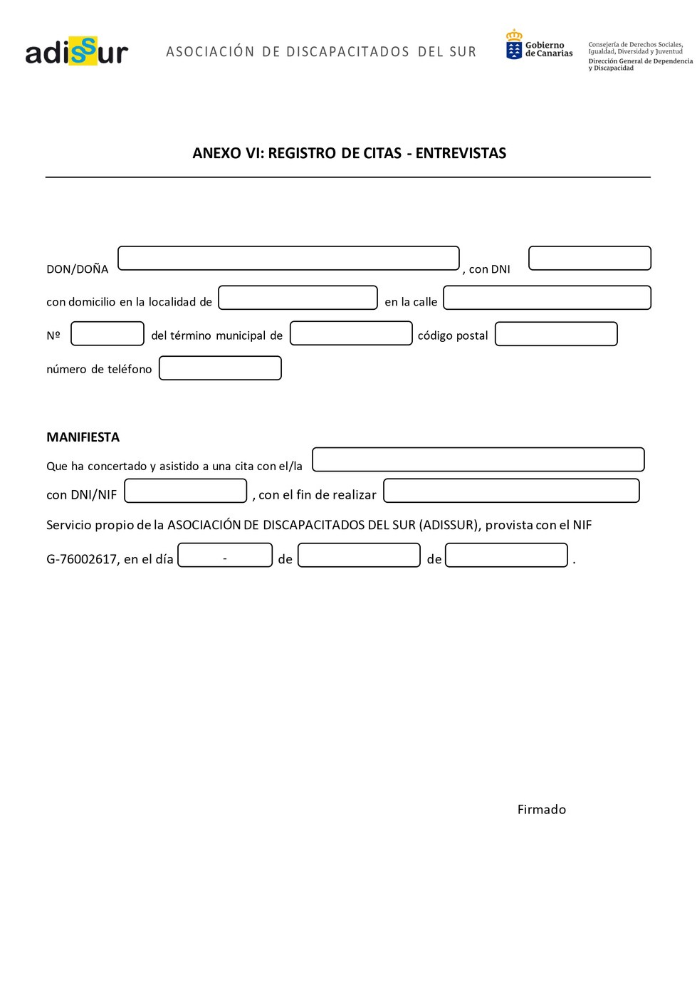 adissur
ASOCIACIÓN DE DISCAPACITADOS DEL SUR
Gobierno
de Canarias
Consejería de Derechos Sociales,
Igualdad, Diversidad y Juventud
Dirección General de Dependencia
y Discapacidad
ANEXO VI: REGISTRO DE CITAS - ENTREVISTAS
DON/DOÑA , con DNI
con domicilio en la localidad de en la calle
Nº del término municipal de código postal
número de teléfono
MANIFIESTA
Que ha concertado y asistido a una cita con el/la
con DNI/NIF , con el fin de realizar
Servicio propio de la ASOCIACIÓN DE DISCAPACITADOS DEL SUR (ADISSUR), provista con el NIF
G-76002617, en el día - de de .
Firmado